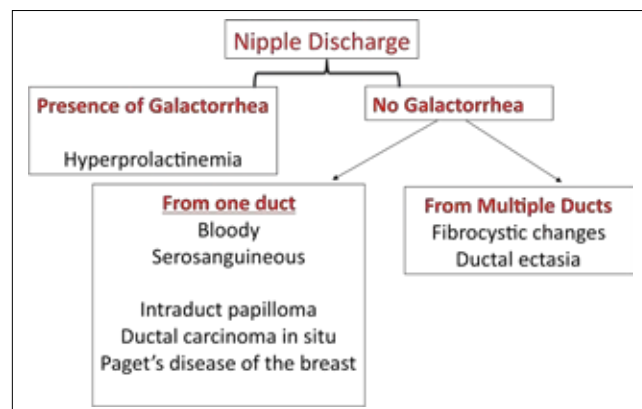 Nipple Discharge
Presence of Galactorrhea
Hyperprolactinemia
No Galactorrhea
From one duct
Bloody
Serosanguineous
Intraduct papilloma
Ductal carcinoma in situ
Paget's disease of the breast
From Multiple Ducts
Fibrocystic changes
Ductal ectasia